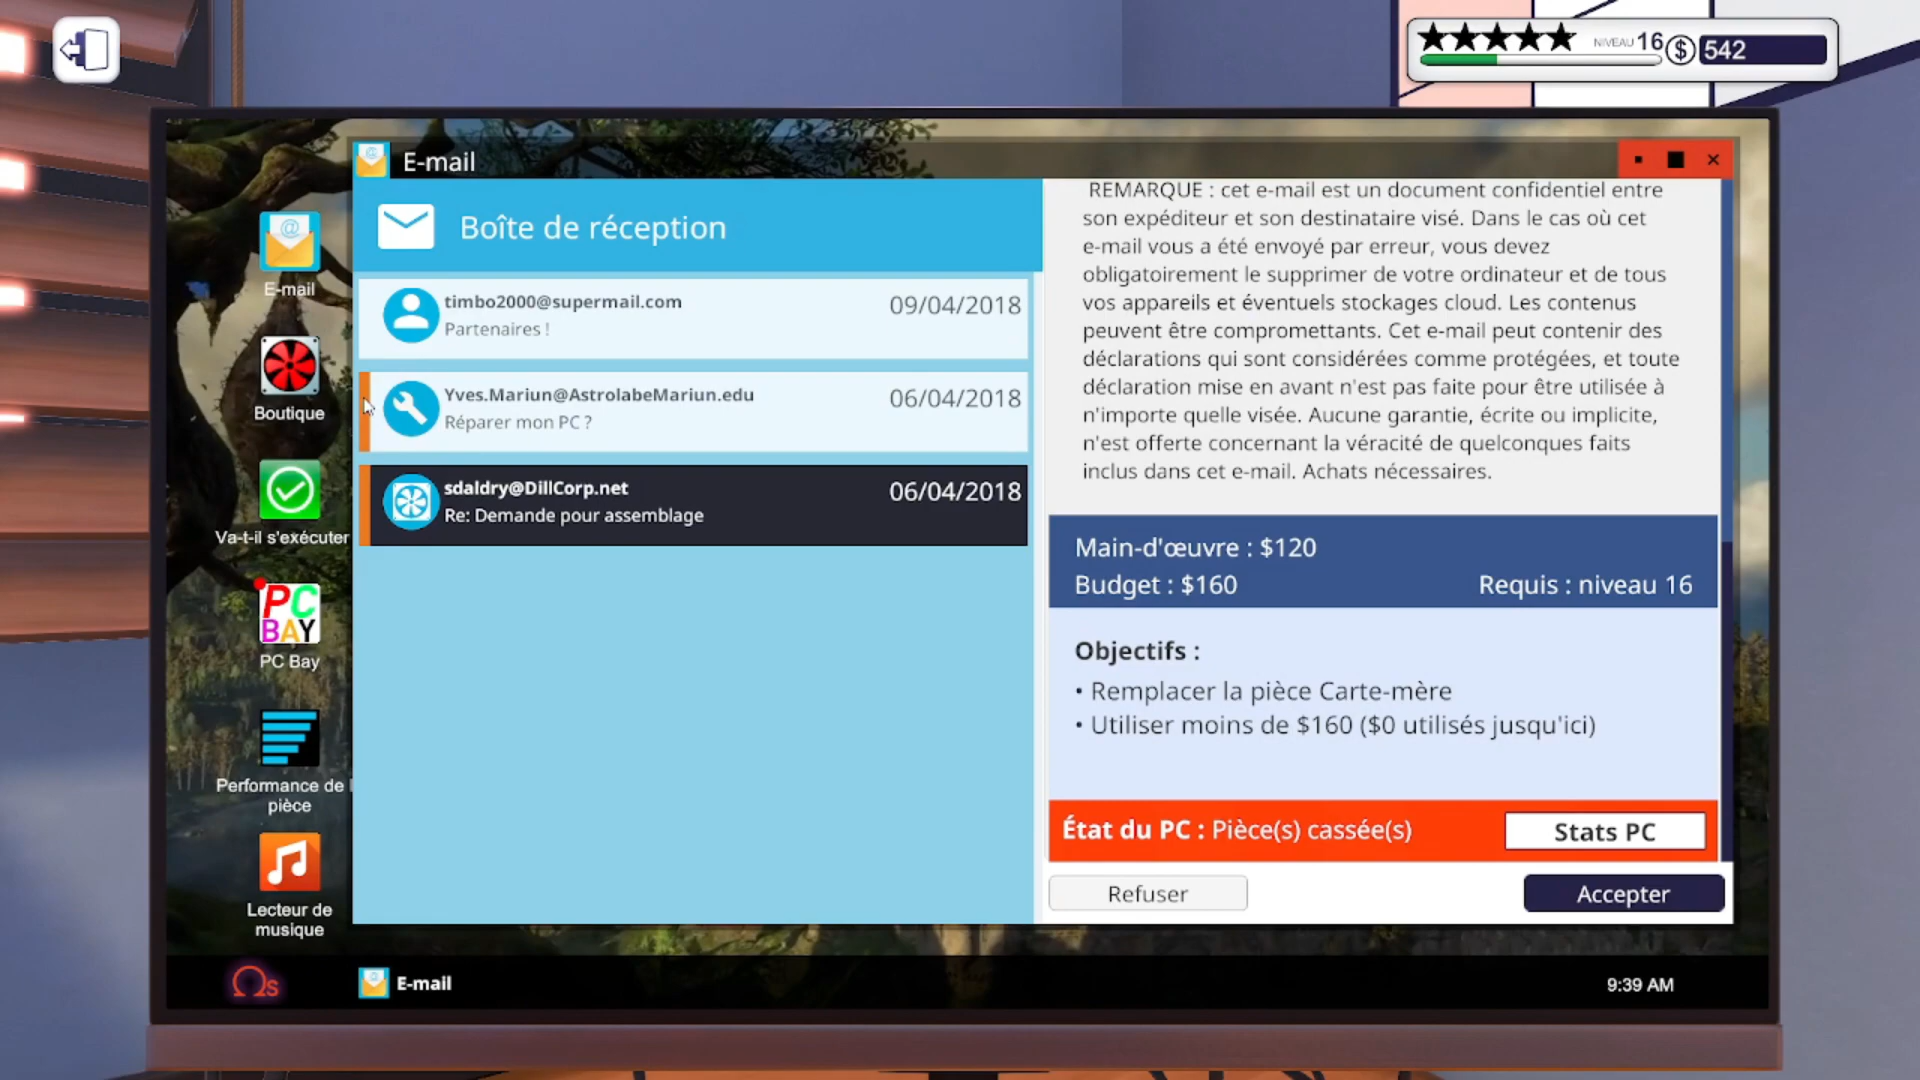 NIVEAU 16
$ 542
E-mail
Boîte de réception
timbo2000@supermail.com
09/04/2018
Partenaires !
Yves.Mariun@AstrolabeMariun.edu
06/04/2018
Réparer mon PC ?
sdaldry@DillCorp.net
06/04/2018
Re: Demande pour assemblage
REMARQUE : cet e-mail est un document confidentiel entre
son expéditeur et son destinataire visé. Dans le cas où cet
e-mail vous a été envoyé par erreur, vous devez
obligatoirement le supprimer de votre ordinateur et de tous
vos appareils et éventuels stockages cloud. Les contenus
peuvent être compromettants. Cet e-mail peut contenir des
déclarations qui sont considérées comme protégées, et toute
déclaration mise en avant n'est pas faite pour être utilisée à
n'importe quelle visée. Aucune garantie, écrite ou implicite,
n'est offerte concernant la véracité de quelconques faits
inclus dans cet e-mail. Achats nécessaires.
Main-d'œuvre : $120
Budget : $160
Requis : niveau 16
Objectifs :
• Remplacer la pièce Carte-mère
• Utiliser moins de $160 ($0 utilisés jusqu'ici)
État du PC : Pièce(s) cassée(s)
Stats PC
Refuser
Accepter
E-mail
Boutique
Va-t-il s'exécuter
PC
BAY
PC Bay
Performance de l
pièce
Lecteur de
musique
Ωs
E-mail
9:39 AM